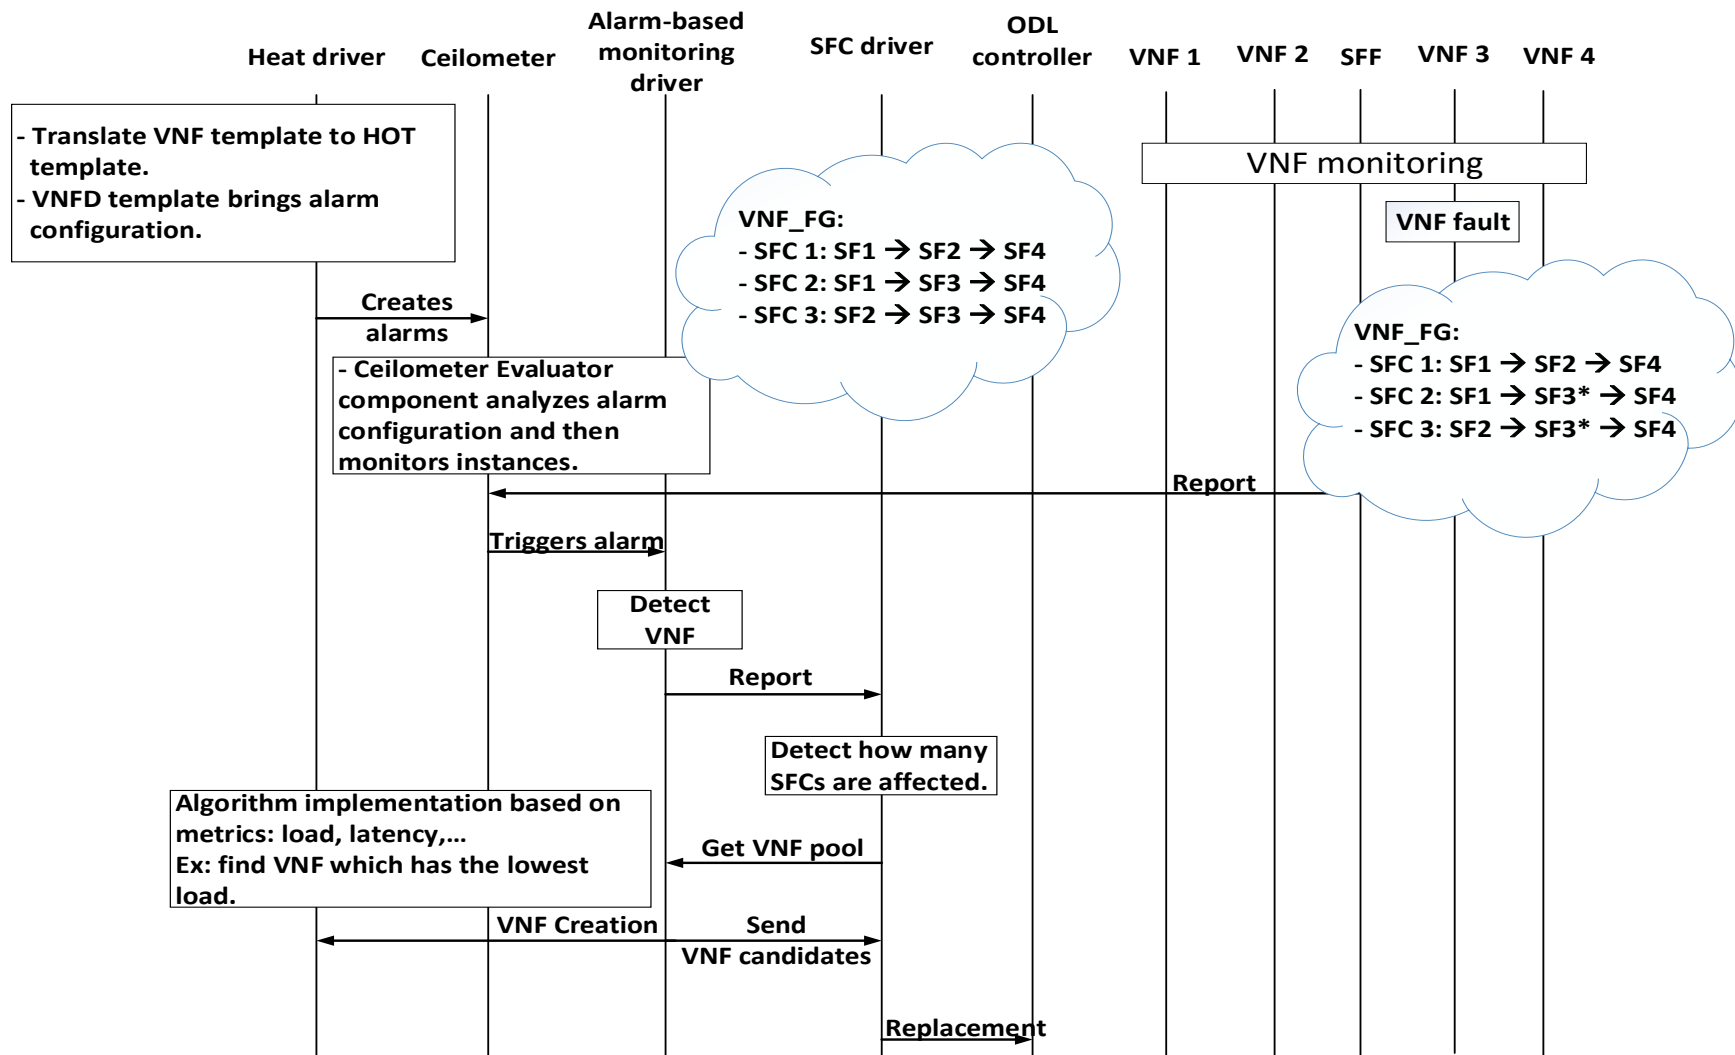 Heat driver
Ceilometer
Alarm-based
monitoring
driver
SFC driver
ODL
controller
VNF 1
VNF 2
SFF
VNF 3
VNF 4
- Translate VNF template to HOT
template.
- VNFD template brings alarm
configuration.
VNF monitoring
VNF fault
VNF_FG:
- SFC 1: SF1 → SF2 → SF4
- SFC 2: SF1 → SF3 → SF4
- SFC 3: SF2 → SF3 → SF4
Creates
alarms
VNF_FG:
- SFC 1: SF1 → SF2 → SF4
- SFC 2: SF1 → SF3* → SF4
- SFC 3: SF2 → SF3* → SF4
- Ceilometer Evaluator
component analyzes alarm
configuration and then
monitors instances.
Report
Triggers alarm
Detect
VNF
Report
Detect how many
SFCs are affected.
Algorithm implementation based on
metrics: load, latency,...
Ex: find VNF which has the lowest
load.
Get VNF pool
VNF Creation
Send
VNF candidates
Replacement